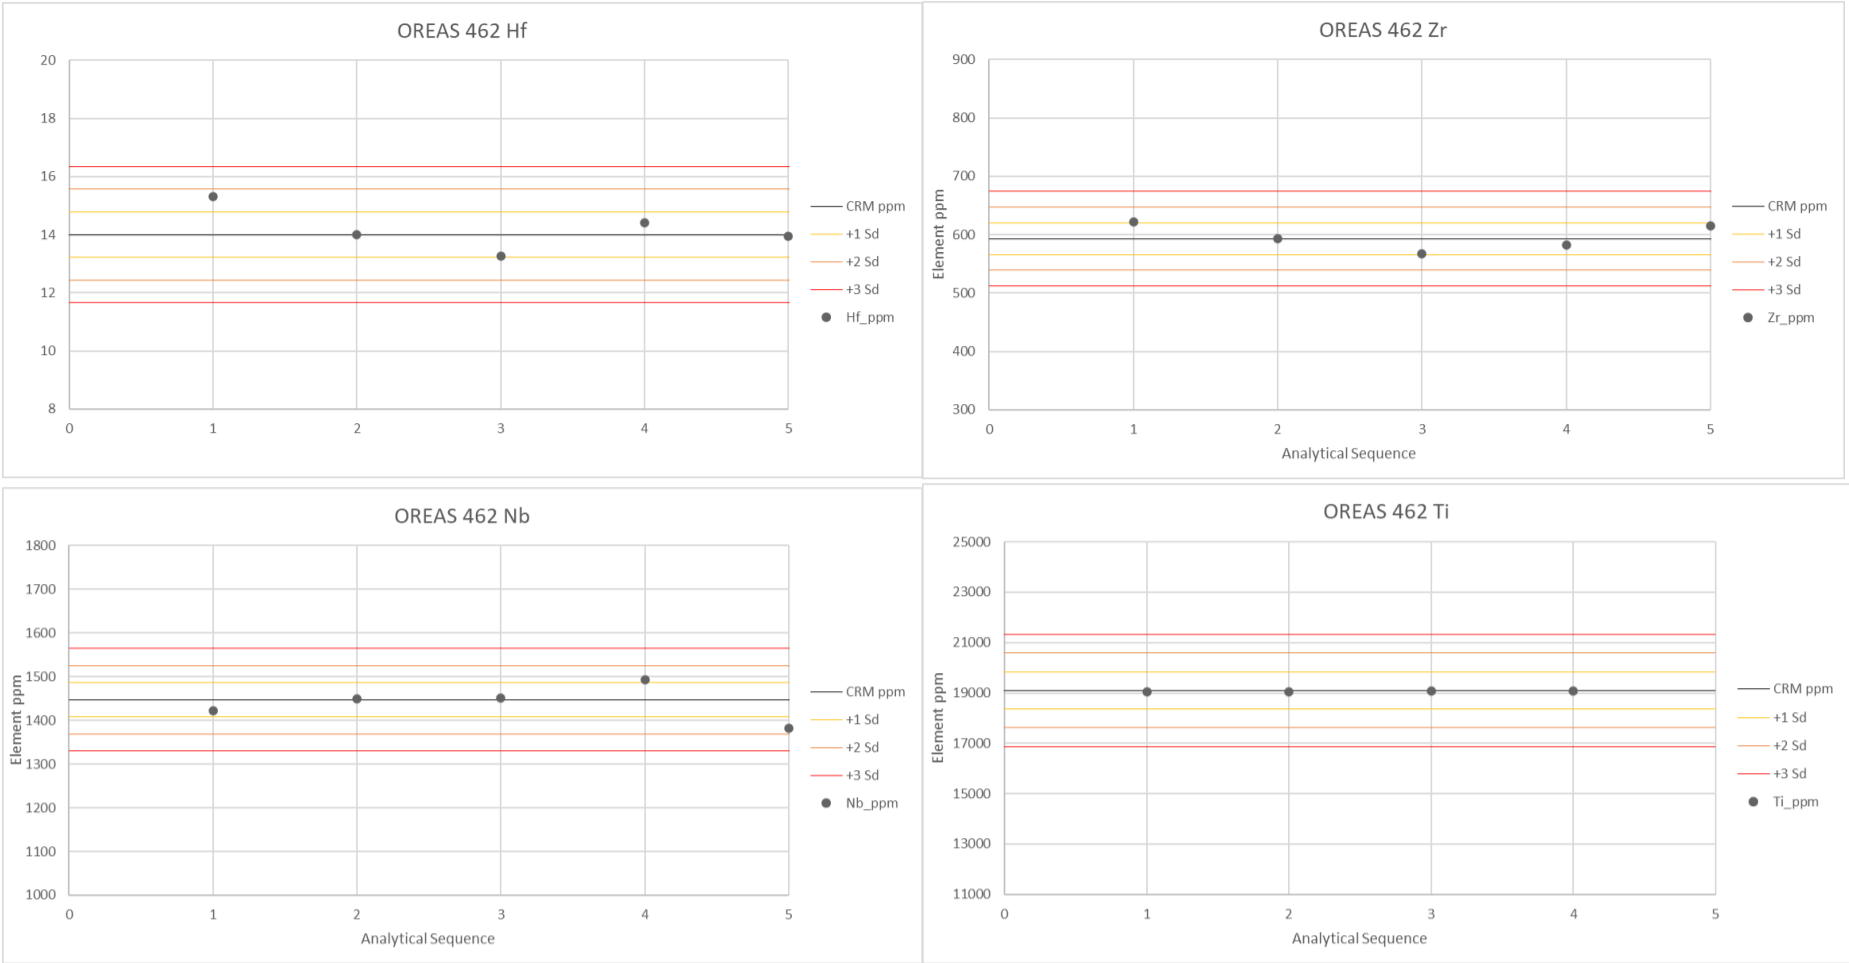 OREAS 462 Hf
20
18
16
14
12
10
8
0 1 2 3 4 5
CRM ppm
+1 Sd
+2 Sd
+3 Sd
Hf_ppm
OREAS 462 Zr
Element ppm
900
800
700
600
500
400
300
0 1 2 3 4 5
Analytical Sequence
CRM ppm
+1 Sd
+2 Sd
+3 Sd
Zr_ppm
OREAS 462 Nb
Element ppm
1800
1700
1600
1500
1400
1300
1200
1100
1000
0 1 2 3 4 5
Analytical Sequence
CRM ppm
+1 Sd
+2 Sd
+3 Sd
Nb_ppm
OREAS 462 Ti
Element ppm
25000
23000
21000
19000
17000
15000
13000
11000
0 1 2 3 4 5
Analytical Sequence
CRM ppm
+1 Sd
+2 Sd
+3 Sd
Ti_ppm